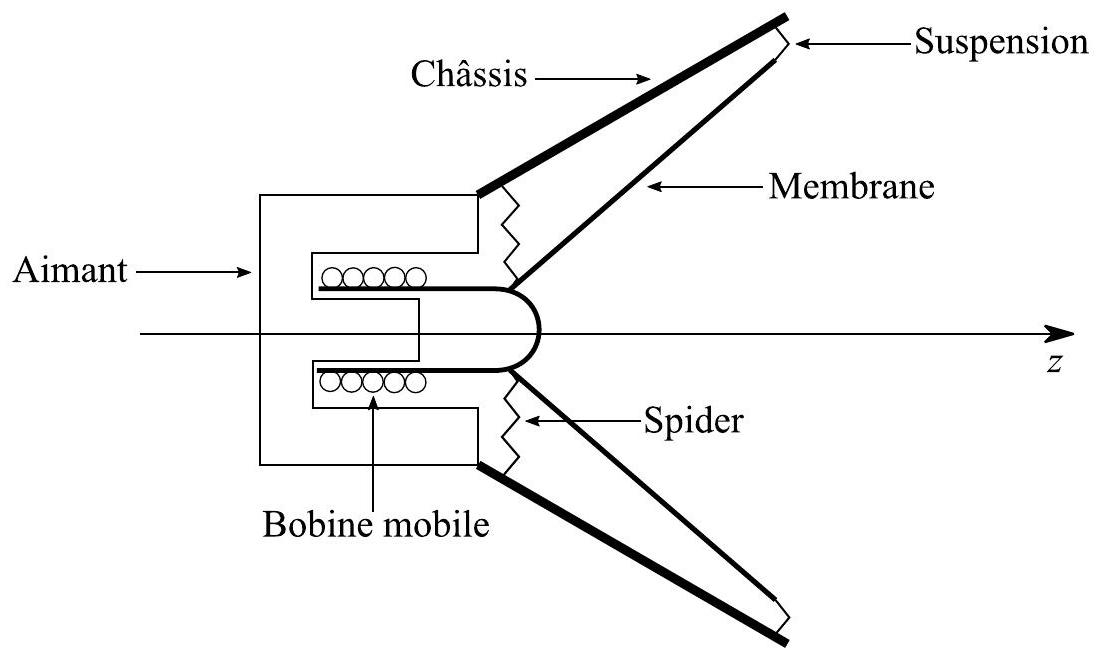 Suspension
Châssis
Membrane
Aimant
z
Spider
Bobine mobile